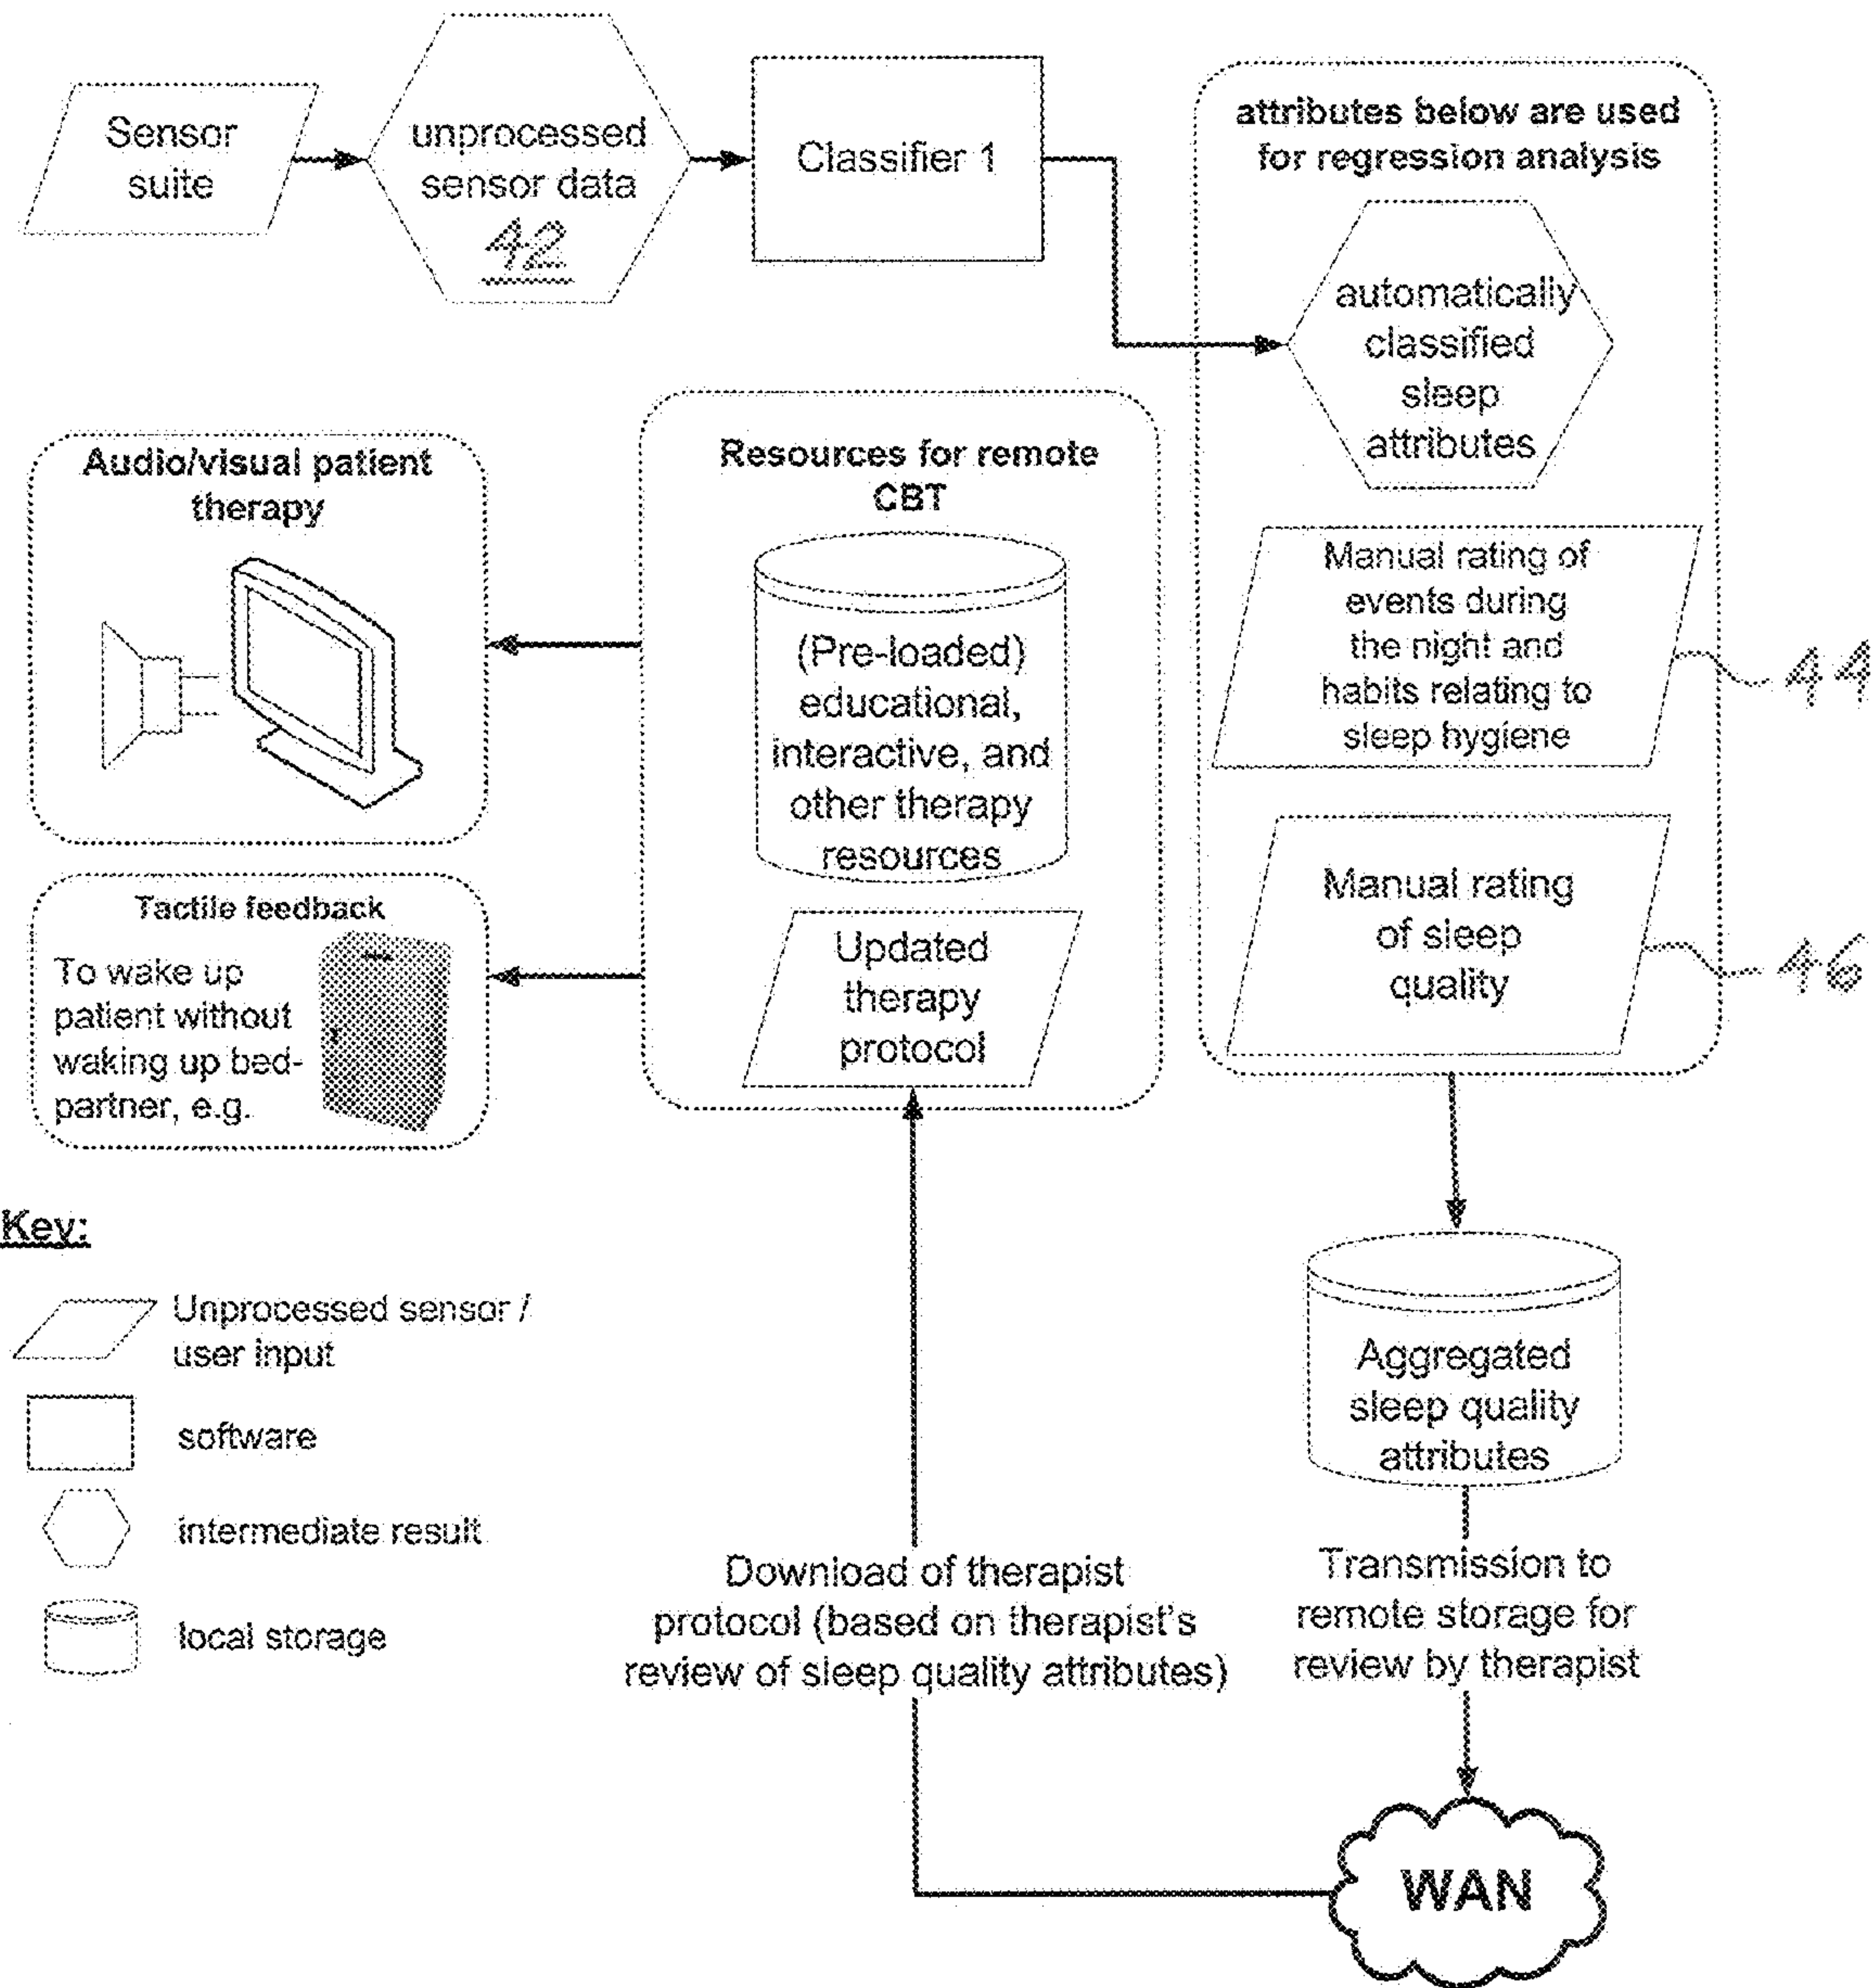 Sensor
suite
unprocessed
sensor data
42
Classifier 1
attributes below are used
for regression analysis
automatically
classified
sleep
attributes
Manual rating of
events during
the night and
habits relating to
sleep hygiene
44
Manual rating
of sleep
quality
46
Resources for remote
CBT
(Pre-loaded)
educational,
interactive, and
other therapy
resources
Updated
therapy
protocol
Audio/visual patient
therapy
Tactile feedback
To wake up
patient without
waking up bed-
partner, e.g.
Key:
Unprocessed sensor /
user input
software
intermediate result
local storage
Aggregated
sleep quality
attributes
Download of therapist
protocol (based on therapist's
review of sleep quality attributes)
Transmission to
remote storage for
review by therapist
WAN